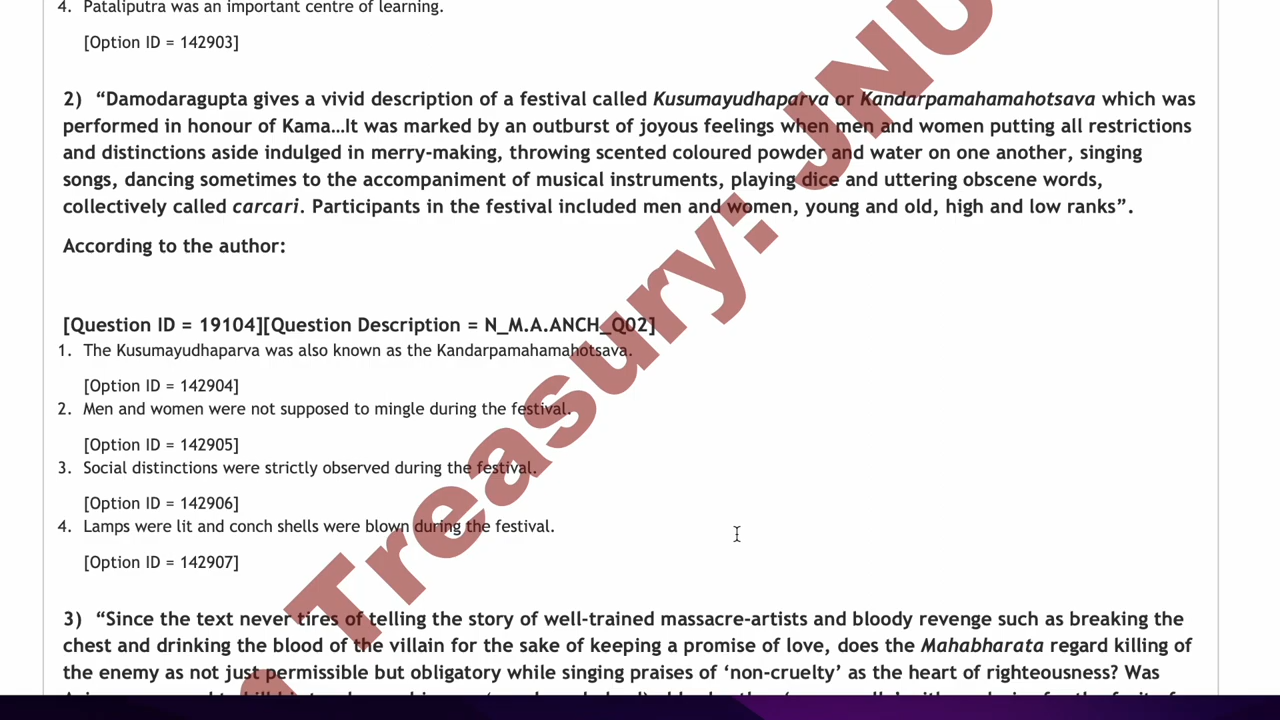 4. Pataliputra was an important centre of learning.
[Option ID = 142903]
2) “Damodaragupta gives a vivid description of a festival called Kusumayudhaparva or Kandarpamahamahotsava which was
performed in honour of Kama…It was marked by an outburst of joyous feelings when men and women putting all restrictions
and distinctions aside indulged in merry-making, throwing scented coloured powder and water on one another, singing
songs, dancing sometimes to the accompaniment of musical instruments, playing dice and uttering obscene words,
collectively called carcari. Participants in the festival included men and women, young and old, high and low ranks”.
According to the author:
[Question ID = 19104][Question Description = N_M.A.ANCH_Q02]
1. The Kusumayudhaparva was also known as the Kandarpamahamahotsava.
[Option ID = 142904]
2. Men and women were not supposed to mingle during the festival.
[Option ID = 142905]
3. Social distinctions were strictly observed during the festival.
[Option ID = 142906]
4. Lamps were lit and conch shells were blown during the festival.
[Option ID = 142907]
3) “Since the text never tires of telling the story of well-trained massacre-artists and bloody revenge such as breaking the
chest and drinking the blood of the villain for the sake of keeping a promise of love, does the Mahabharata regard killing of
the enemy as not just permissible but obligatory while singing praises of ‘non-cruelty’ as the heart of righteousness? Was
Treasury: JNU